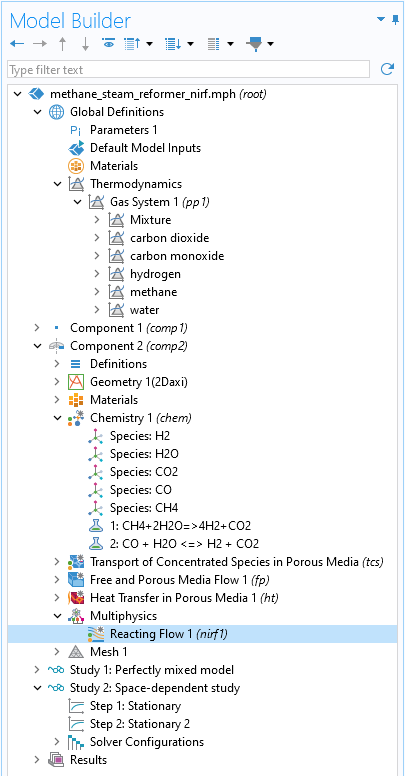 Model Builder
Type filter text
methane_steam_reformer_nirf.mph (root)
Global Definitions
Pi Parameters 1
Default Model Inputs
Materials
Thermodynamics
Gas System 1 (pp1)
Mixture
carbon dioxide
carbon monoxide
hydrogen
methane
water
Component 1 (comp1)
Component 2 (comp2)
Definitions
Geometry 1(2Daxi)
Materials
Chemistry 1 (chem)
Species: H2
Species: H2O
Species: CO2
Species: CO
Species: CH4
1: CH4+2H2O=>4H2+CO2
2: CO + H2O <=> H2 + CO2
Transport of Concentrated Species in Porous Media (tcs)
Free and Porous Media Flow 1 (fp)
Heat Transfer in Porous Media 1 (ht)
Multiphysics
Reacting Flow 1 (nirf1)
Mesh 1
Study 1: Perfectly mixed model
Study 2: Space-dependent study
Step 1: Stationary
Step 2: Stationary 2
Solver Configurations
Results